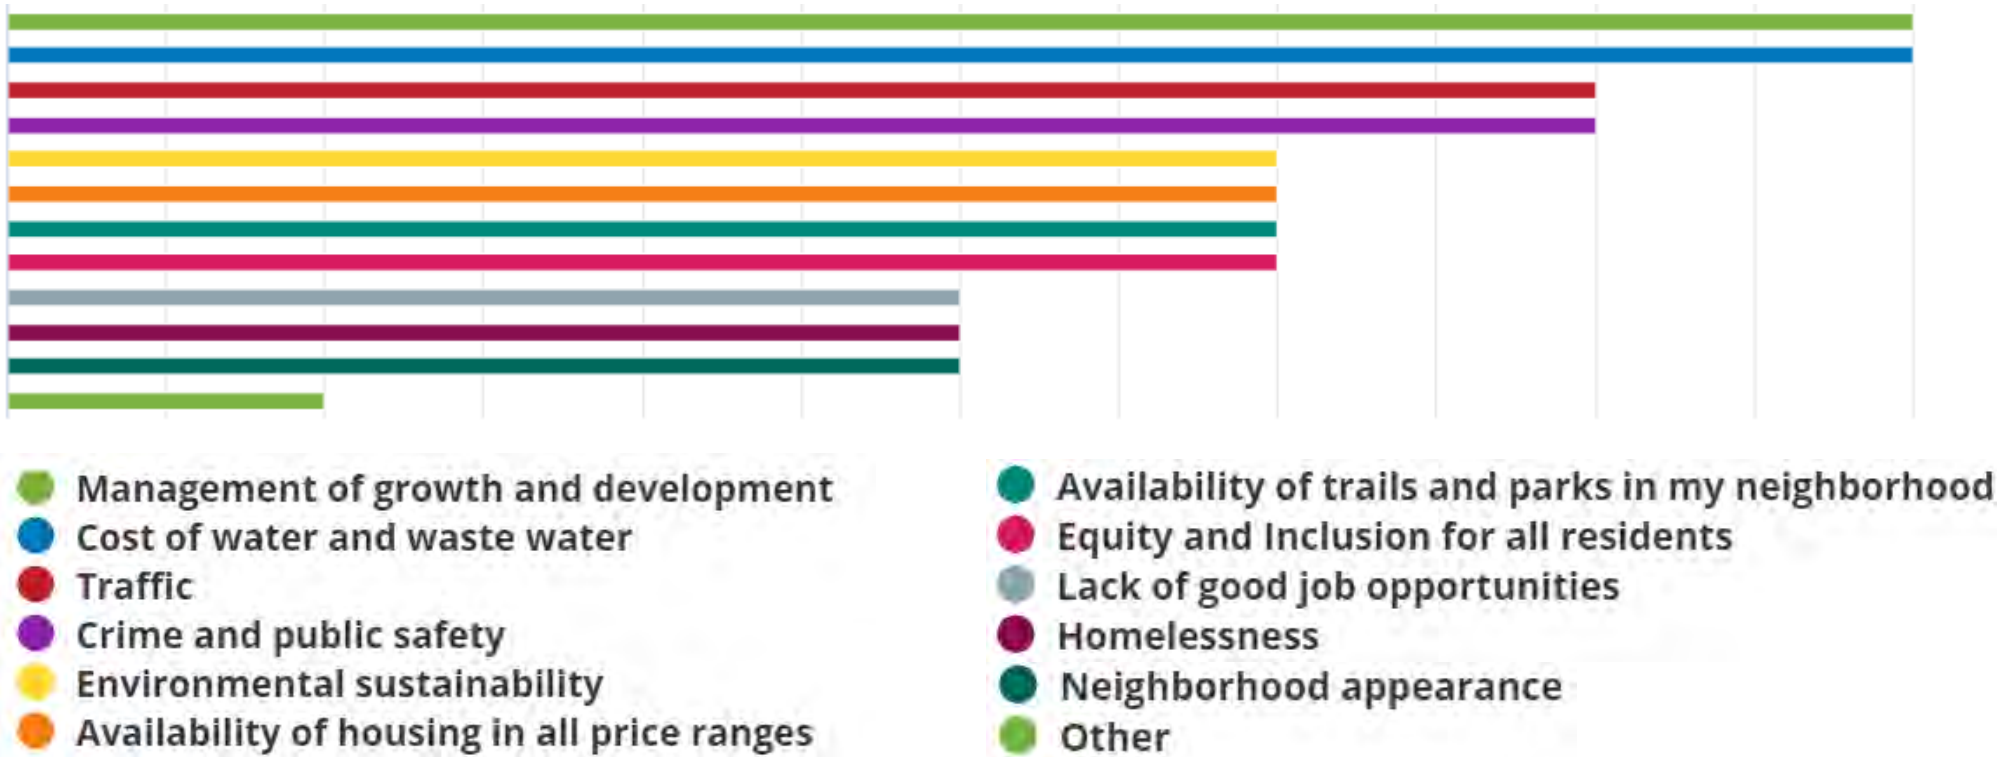 Management of growth and development
Cost of water and waste water
Traffic
Crime and public safety
Environmental sustainability
Availability of housing in all price ranges
Availability of trails and parks in my neighborhood
Equity and Inclusion for all residents
Lack of good job opportunities
Homelessness
Neighborhood appearance
Other